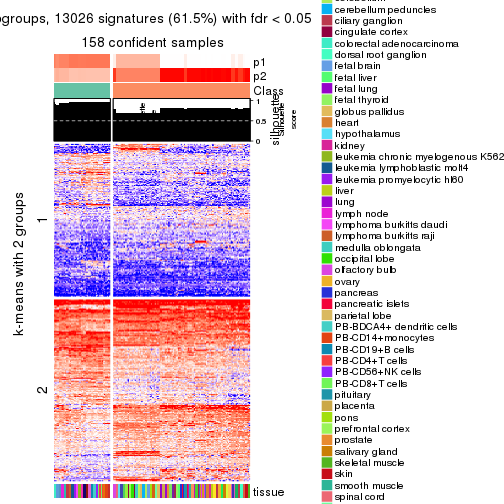 ogroups, 13026 signatures (61.5%) with fdr < 0.05
158 confident samples
p1
p2
Class
1
0.5
0
silhouette
score
k-means with 2 groups
1
2
tissue
cerebellum peduncles
ciliary ganglion
cingulate cortex
colorectal adenocarcinoma
dorsal root ganglion
fetal brain
fetal liver
fetal lung
fetal thyroid
globus pallidus
heart
hypothalamus
kidney
leukemia chronic myelogenous K562
leukemia lymphoblastic molt4
leukemia promyelocytic hl60
liver
lung
lymph node
lymphoma burkitts daudi
lymphoma burkitts raji
medulla oblongata
occipital lobe
olfactory bulb
ovary
pancreas
pancreatic islets
parietal lobe
PB-BDCA4+ dendritic cells
PB-CD14+monocytes
PB-CD19+B cells
PB-CD4+T cells
PB-CD56+NK cells
PB-CD8+T cells
pituitary
placenta
pons
prefrontal cortex
prostate
salivary gland
skeletal muscle
skin
smooth muscle
spinal cord